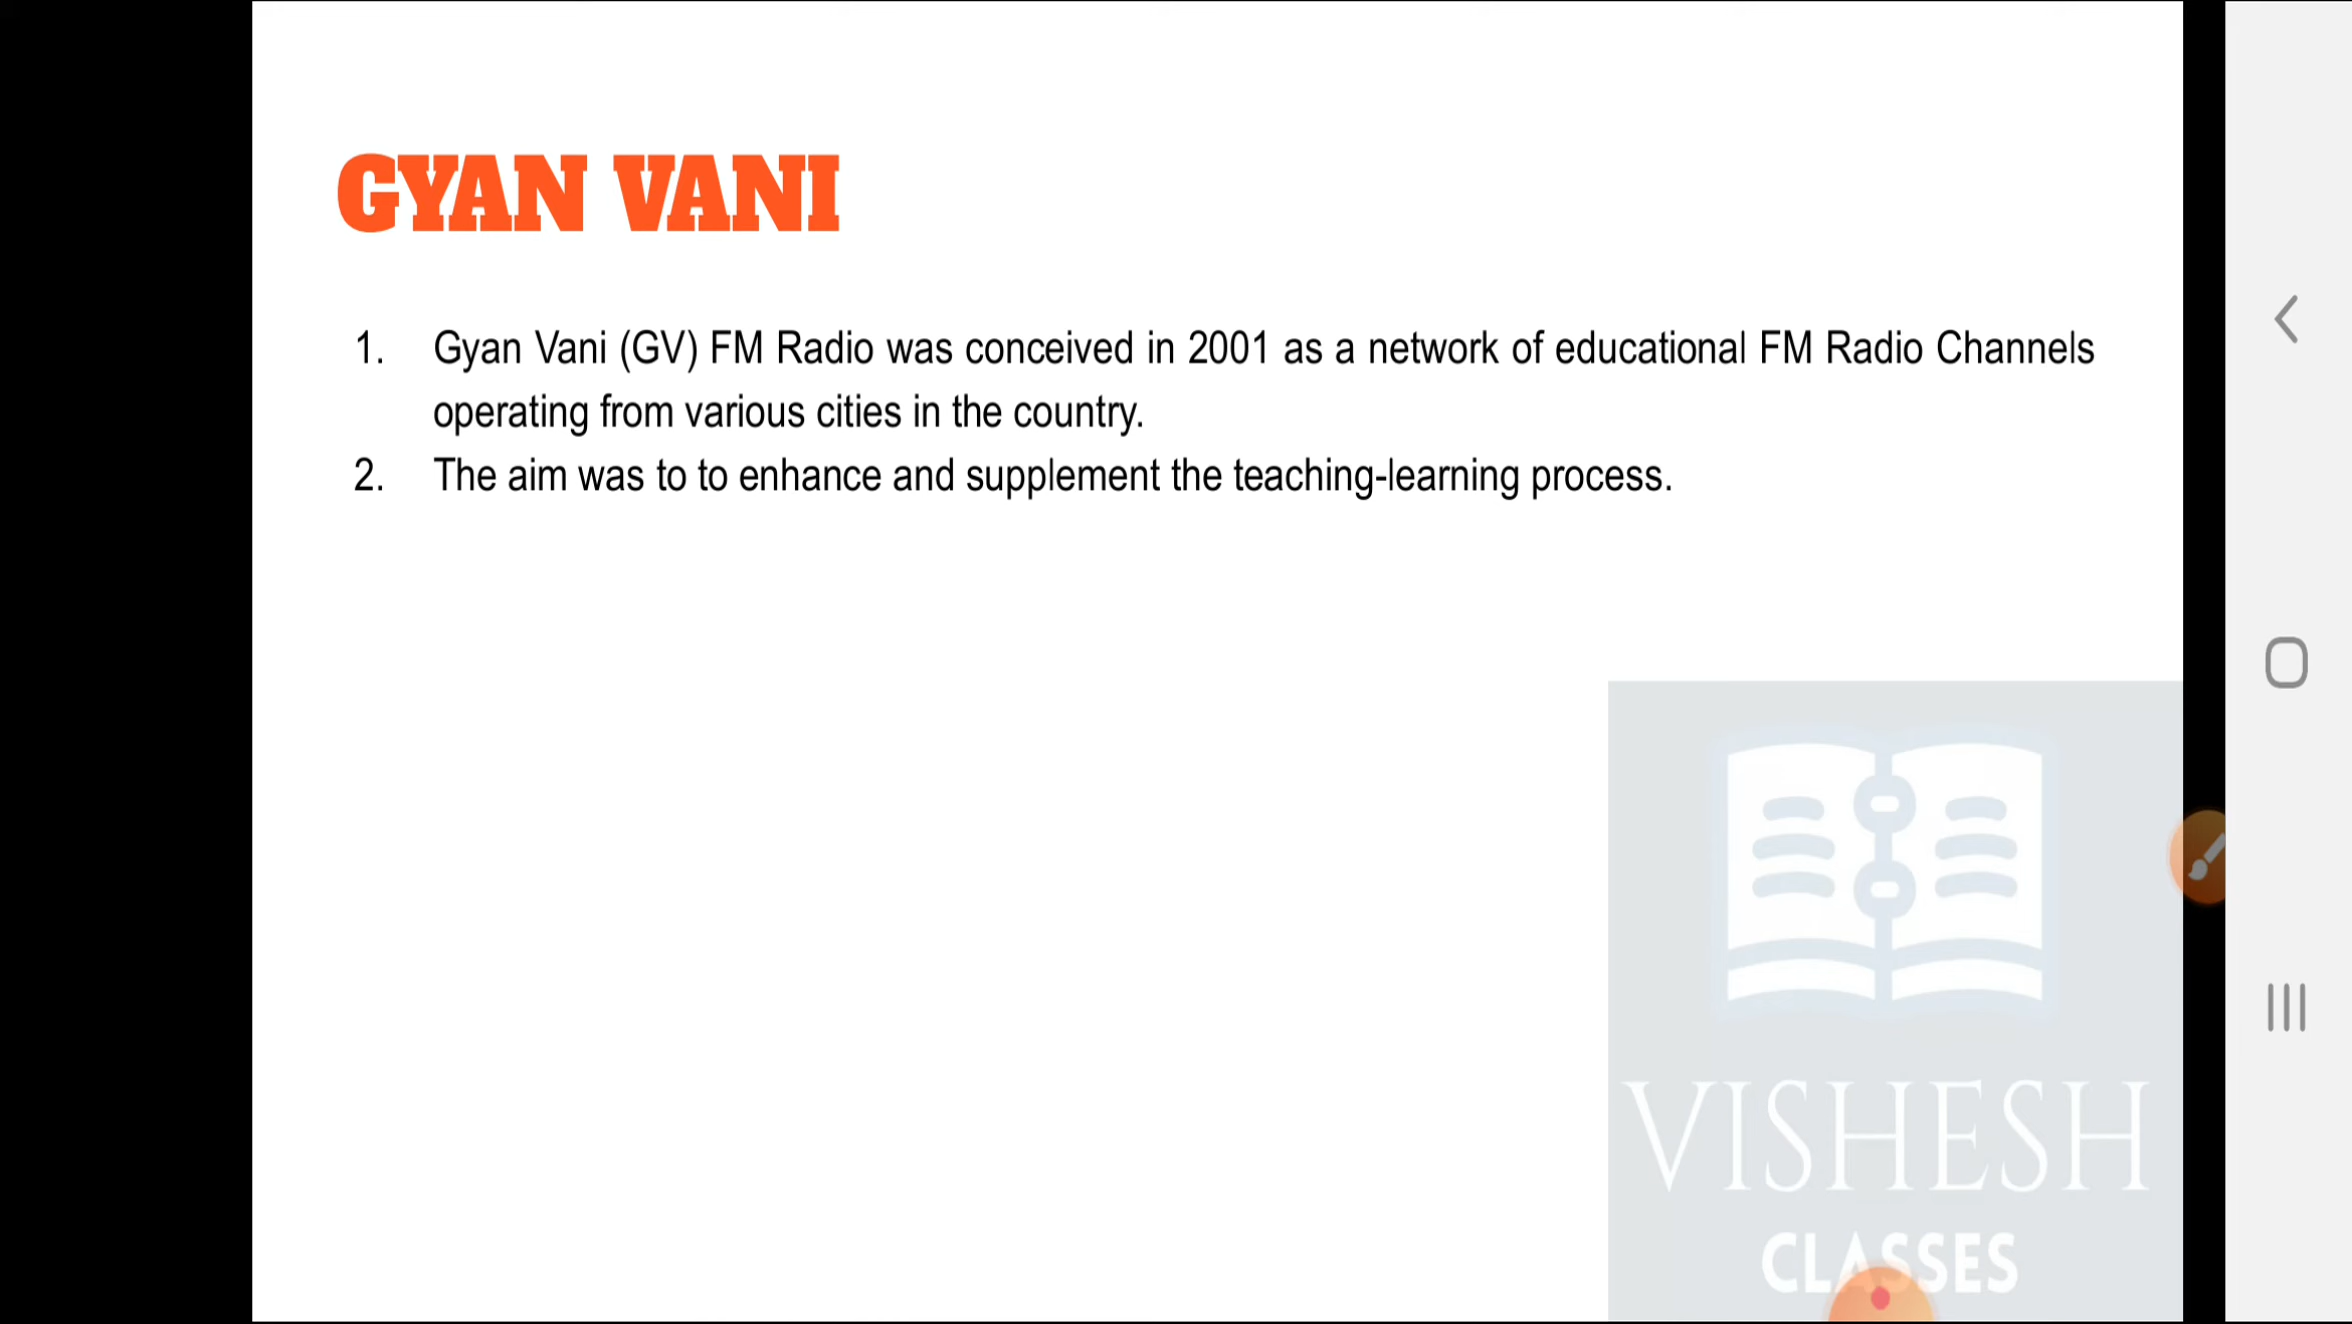 GYAN VANI
1. Gyan Vani (GV) FM Radio was conceived in 2001 as a network of educational FM Radio Channels
operating from various cities in the country.
2. The aim was to to enhance and supplement the teaching-learning process.
VISHESH
CLASSES